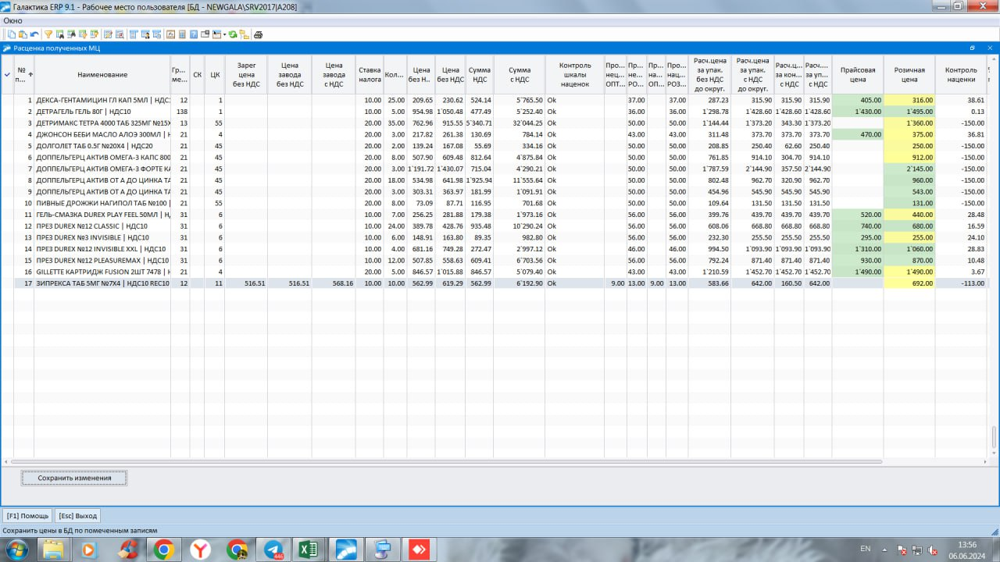 Галактика ERP 9.1 - Рабочее место пользователя [БД - NEWGALA\SRV2017|A208]
Окно
Расценка полученных МЦ
№ п... Наименование Гр... ме... СК ЦК Зарег цена без НДС Цена завода без НДС Цена завода с НДС Ставка налога Кол... Цена без Н.. Цена без НДС Сумма НДС Сумма с НДС Контроль шкалы наценок Про... нец... ОПТ... Про... не... РО... Про... на... ОП... Про... нац... РОЗ... Расч.цена за упак. без НДС до округ. Расч.цена за упак. с НДС до округ. Расч.ц... за кон... с НДС Расч.... за уп... с НДС Прайсовая цена Розичная цена Контроль наценки
1 ДЕКСА-ГЕНТАМИЦИН ГЛ КАП 5МЛ | НДС: 12 1 10.00 25.00 209.65 230.62 524.14 5`765.50 Ok 37.00 37.00 287.23 315.90 315.90 315.90 405.00 316.00 38.61
2 ДЕТРАГЕЛЬ ГЕЛЬ 80Г | НДС10 138 1 10.00 5.00 954.98 1`050.48 477.49 5`252.40 Ok 36.00 36.00 1`298.78 1`428.60 1`428.60 1`428.60 1`430.00 1`495.00 0.13
3 ДЕТРИМАКС ТЕТРА 4000 ТАБ 325МГ №15X 13 55 20.00 35.00 762.96 915.55 5`340.71 32`044.25 Ok 50.00 50.00 1`144.44 1`373.20 343.30 1`373.20 1`360.00 -150.00
4 ДЖОНСОН БЕБИ МАСЛО АЛОЭ 300МЛ | Н 21 4 20.00 3.00 217.82 261.38 130.69 784.14 Ok 43.00 43.00 311.48 373.70 373.70 373.70 470.00 375.00 36.81
5 ДОЛГОЛЕТ ТАБ 0.5Г №20X4 | НДС20 21 45 20.00 2.00 139.24 167.08 55.69 334.16 Ok 50.00 50.00 208.85 250.40 62.60 250.40 250.00 -150.00
6 ДОППЕЛЬГЕРЦ АКТИВ ОМЕГА-3 КАПС 800 21 45 20.00 8.00 507.90 609.48 812.64 4`875.84 Ok 50.00 50.00 761.85 914.10 304.70 914.10 912.00 -150.00
7 ДОППЕЛЬГЕРЦ АКТИВ ОМЕГА-3 ФОРТЕ КА 21 45 20.00 3.00 1`191.72 1`430.07 715.04 4`290.21 Ok 50.00 50.00 1`787.59 2`144.90 357.50 2`144.90 2`145.00 -150.00
8 ДОППЕЛЬГЕРЦ АКТИВ ОТ А ДО ЦИНКА ТА 21 45 20.00 18.00 534.98 641.98 1`925.94 11`555.64 Ok 50.00 50.00 802.48 962.70 320.90 962.70 960.00 -150.00
9 ДОППЕЛЬГЕРЦ АКТИВ ОТ А ДО ЦИНКА ТА 21 45 20.00 3.00 303.31 363.97 181.99 1`091.91 Ok 50.00 50.00 454.96 545.90 545.90 545.90 543.00 -150.00
10 ПИВНЫЕ ДРОЖЖИ НАГИПОЛ ТАБ №100 | 21 55 20.00 8.00 73.09 87.71 116.95 701.68 Ok 50.00 50.00 109.64 131.50 131.50 131.50 131.00 -150.00
11 ГЕЛЬ-СМАЗКА DUREX PLAY FEEL 50МЛ | НД 31 6 10.00 7.00 256.25 281.88 179.38 1`973.16 Ok 56.00 56.00 399.76 439.70 439.70 439.70 520.00 440.00 28.48
12 ПРЕЗ DUREX №12 CLASSIC | НДС10 31 6 10.00 24.00 389.78 428.76 935.48 10`290.24 Ok 56.00 56.00 608.06 668.80 668.80 668.80 740.00 680.00 16.59
13 ПРЕЗ DUREX №3 INVISIBLE | НДС10 31 6 10.00 6.00 148.91 163.80 89.35 982.80 Ok 56.00 56.00 232.30 255.50 255.50 255.50 295.00 255.00 24.10
14 ПРЕЗ DUREX №12 INVISIBLE XXL | НДС10 31 6 10.00 4.00 681.16 749.28 272.47 2`997.12 Ok 46.00 46.00 994.50 1`093.90 1`093.90 1`093.90 1`310.00 1`060.00 28.83
15 ПРЕЗ DUREX №12 PLEASUREMAX | НДС10 31 6 10.00 12.00 507.85 558.63 609.41 6`703.56 Ok 56.00 56.00 792.24 871.40 871.40 871.40 930.00 870.00 10.48
16 GILLETTE КАРТРИДЖ FUSION 2ШТ 7478 | Н 21 4 20.00 5.00 846.57 1`015.88 846.57 5`079.40 Ok 43.00 43.00 1`210.59 1`452.70 1`452.70 1`452.70 1`490.00 1`490.00 3.67
17 ЗИПРЕКСА ТАБ 5МГ №7X4 | НДС10 REC10 12 11 516.51 516.51 568.16 10.00 10.00 562.99 619.29 562.99 6`192.90 Ok 9.00 13.00 9.00 13.00 583.66 642.00 160.50 642.00 692.00 -113.00
Сохранить изменения
[F1] Помощь [Esc] Выход
Сохранить цены в БД по помеченным записям
446
EN 13:56
06.06.2024